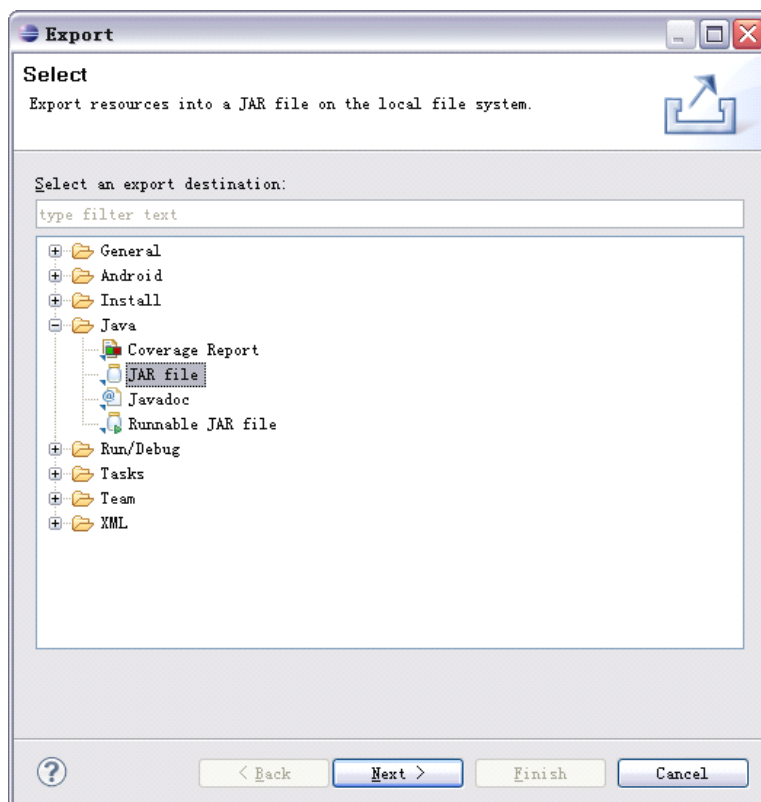 Export
Select
Export resources into a JAR file on the local file system.
Select an export destination:
type filter text
General
Android
Install
Java
Coverage Report
JAR file
Javadoc
Runnable JAR file
Run/Debug
Tasks
Team
XML
< Back
Next >
Finish
Cancel